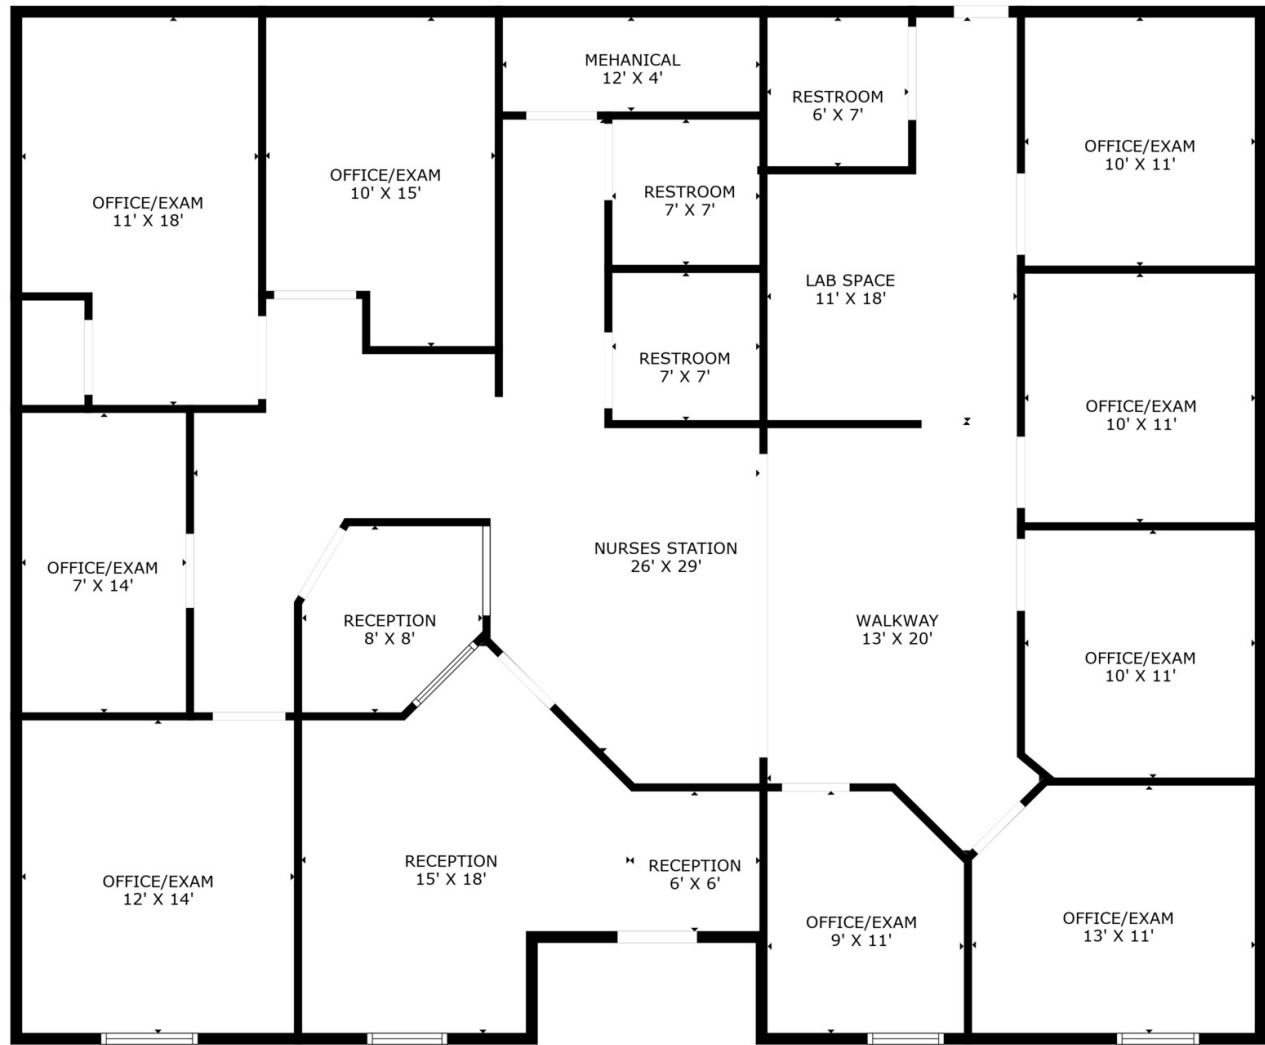 MEHANICAL
12' X 4'
RESTROOM
6' X 7'
OFFICE/EXAM
10' X 11'
OFFICE/EXAM
10' X 15'
OFFICE/EXAM
11' X 18'
RESTROOM
7' X 7'
LAB SPACE
11' X 18'
RESTROOM
7' X 7'
OFFICE/EXAM
10' X 11'
OFFICE/EXAM
7' X 14'
NURSES STATION
26' X 29'
RECEPTION
8' X 8'
WALKWAY
13' X 20'
OFFICE/EXAM
10' X 11'
OFFICE/EXAM
12' X 14'
RECEPTION
15' X 18'
RECEPTION
6' X 6'
OFFICE/EXAM
9' X 11'
OFFICE/EXAM
13' X 11'